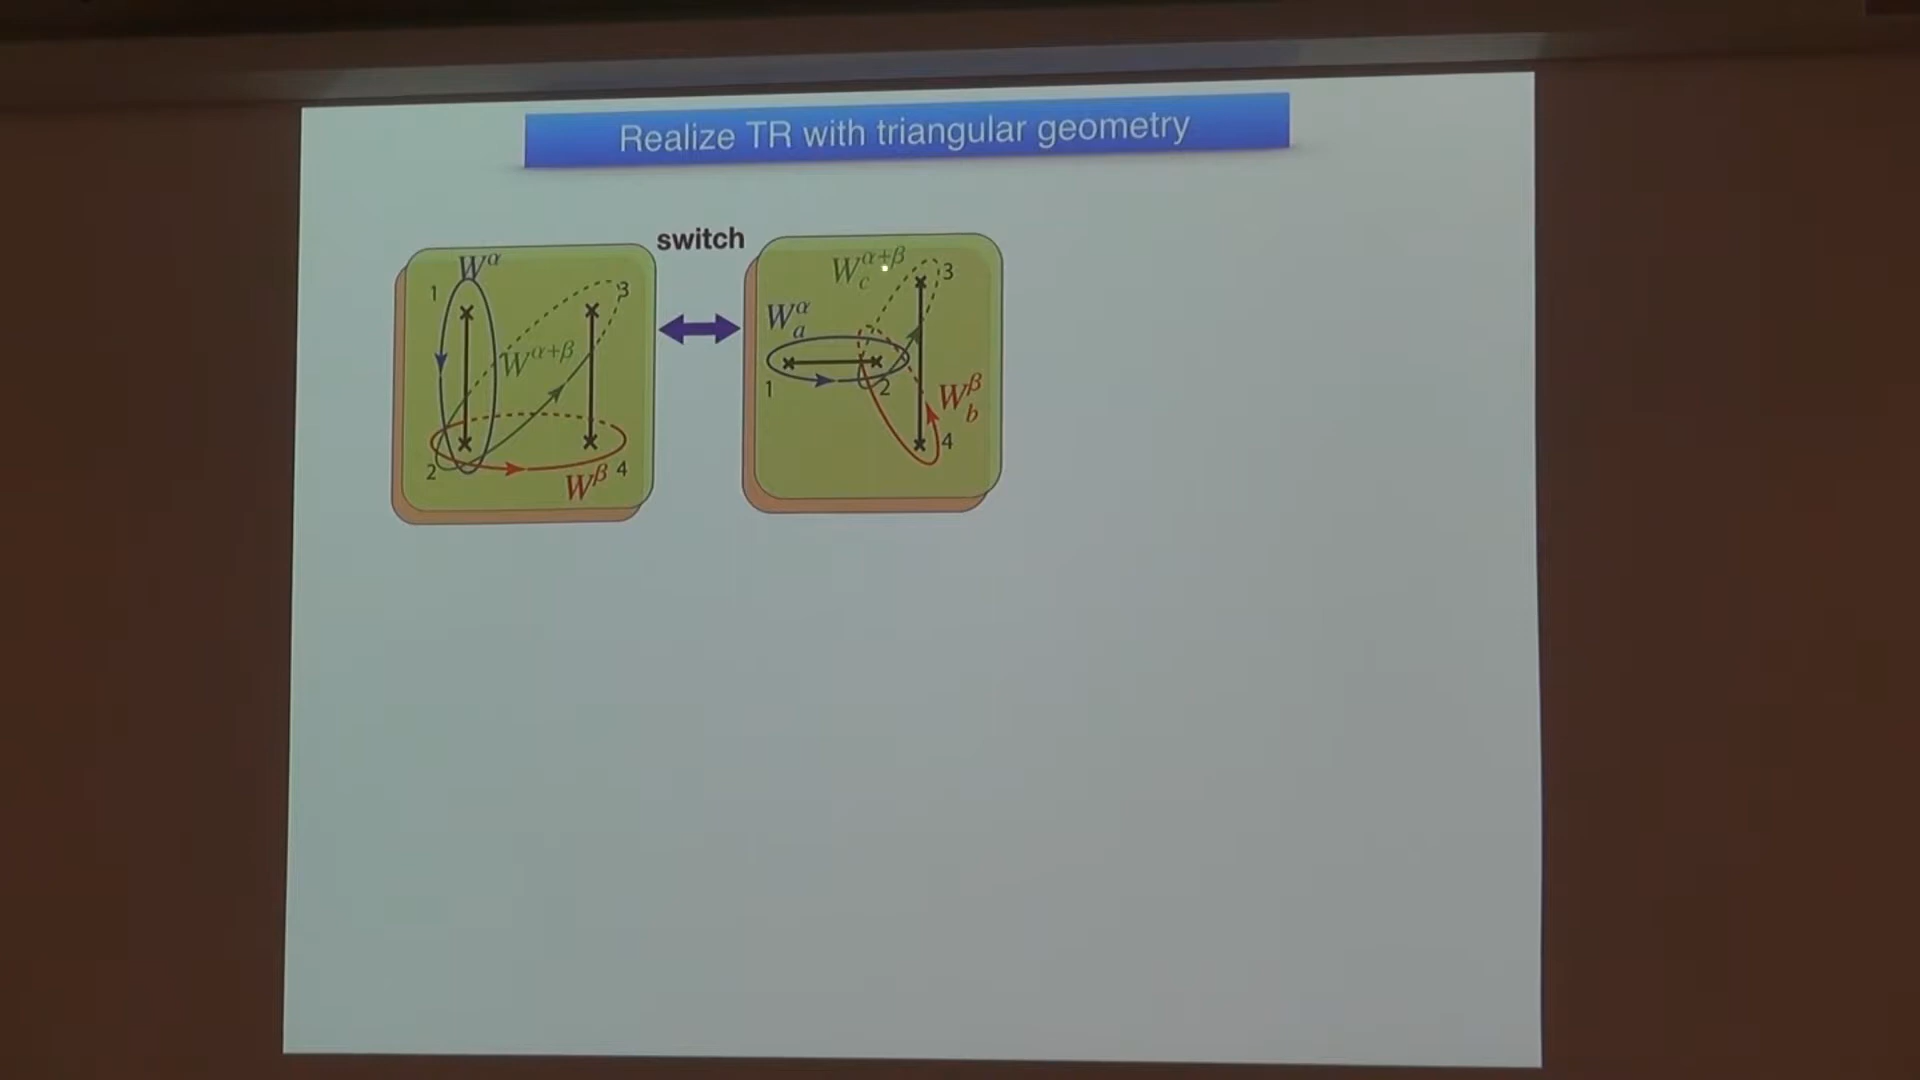 Realize TR with triangular geometry
switch
W^α
1
3
W^{α+β}
2
W^β
4
W_c^{α+β}
3
W_a^α
1
2
W_b^β
4